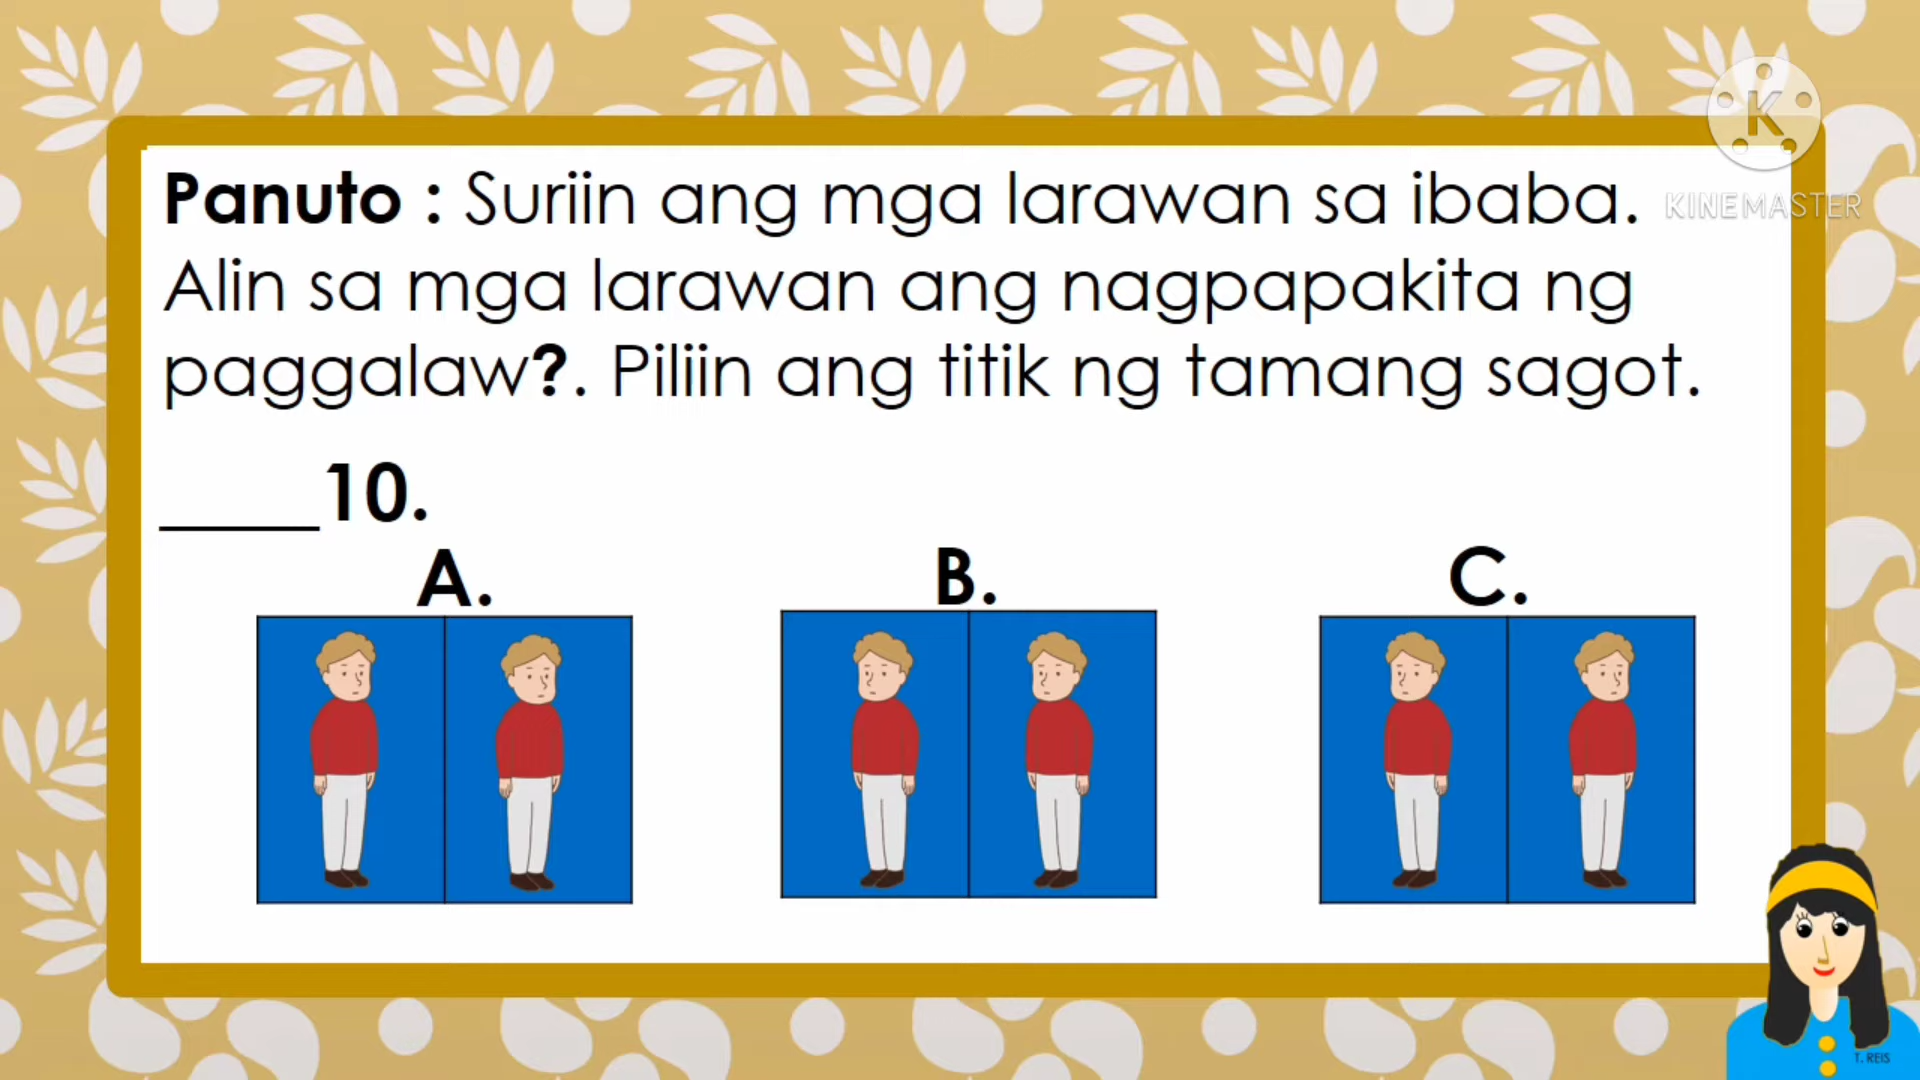 Panuto : Suriin ang mga larawan sa ibaba.
Alin sa mga larawan ang nagpapakita ng
paggalaw?. Piliin ang titik ng tamang sagot.
____10.
A. B. C.
K
KINEMASTER
T. REIS